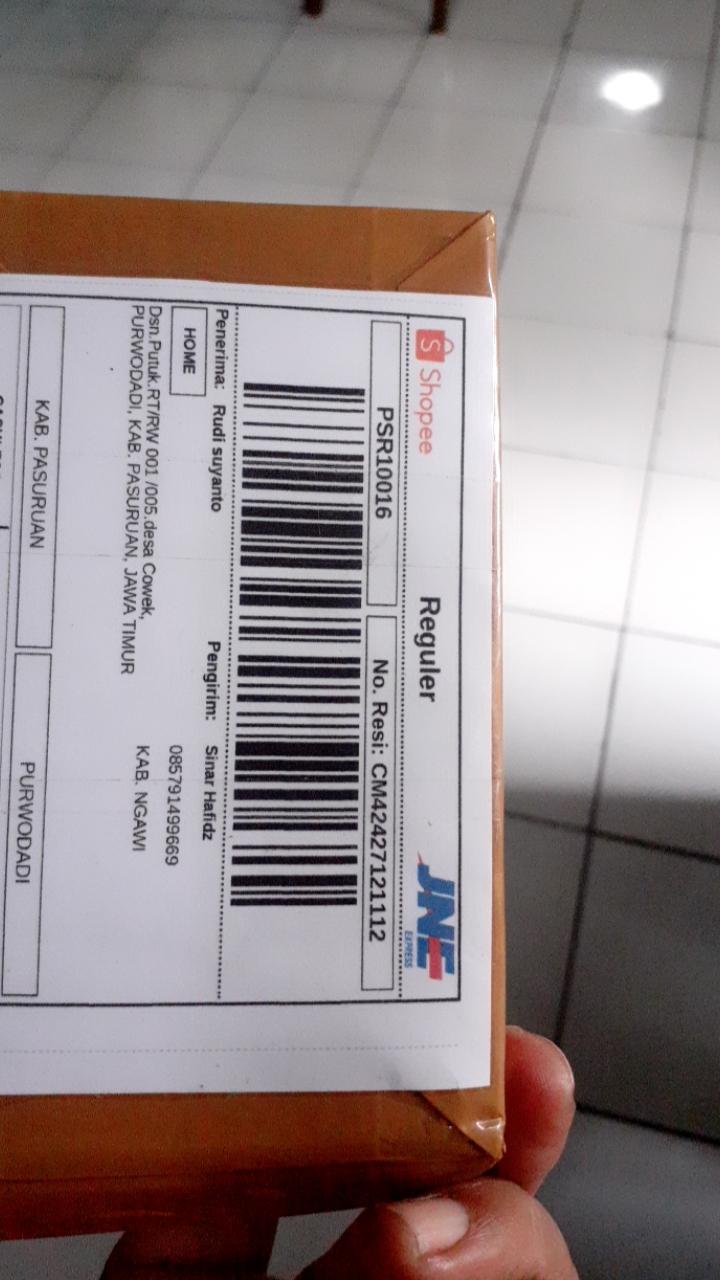 Shopee
Reguler
JNE
EXPRESS
PSR10016
No. Resi: CM42427121112
Penerima: Rudi suyanto
Pengirim: Sinar Hafidz
HOME
085791499669
Dsn.Putuk.RT/RW 001 /005.desa Cowek,
PURWODADI, KAB. PASURUAN, JAWA TIMUR
KAB. NGAWI
KAB. PASURUAN
PURWODADI